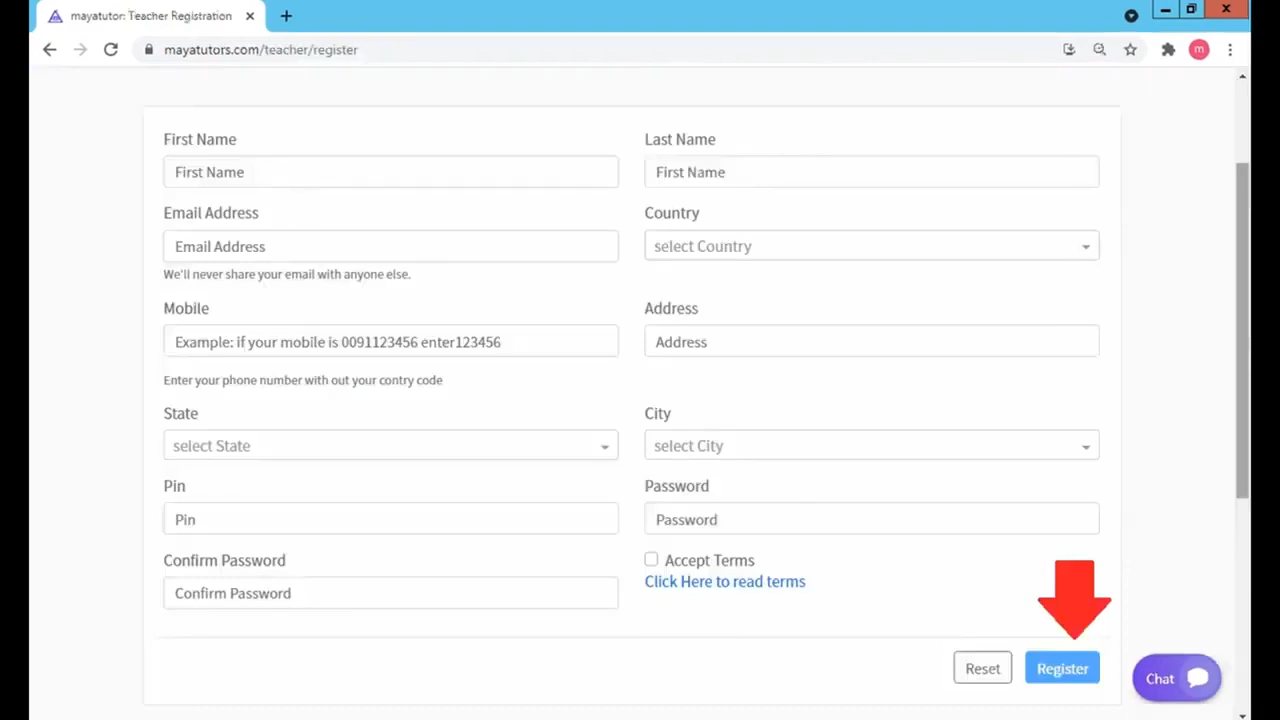 mayatutor: Teacher Registration
mayatutors.com/teacher/register
m
First Name
Last Name
First Name
First Name
Email Address
Country
Email Address
select Country
We'll never share your email with anyone else.
Mobile
Address
Example: if your mobile is 0091123456 enter123456
Address
Enter your phone number with out your contry code
State
City
select State
select City
Pin
Password
Pin
Password
Confirm Password
Accept Terms
Click Here to read terms
Confirm Password
Reset
Register
Chat